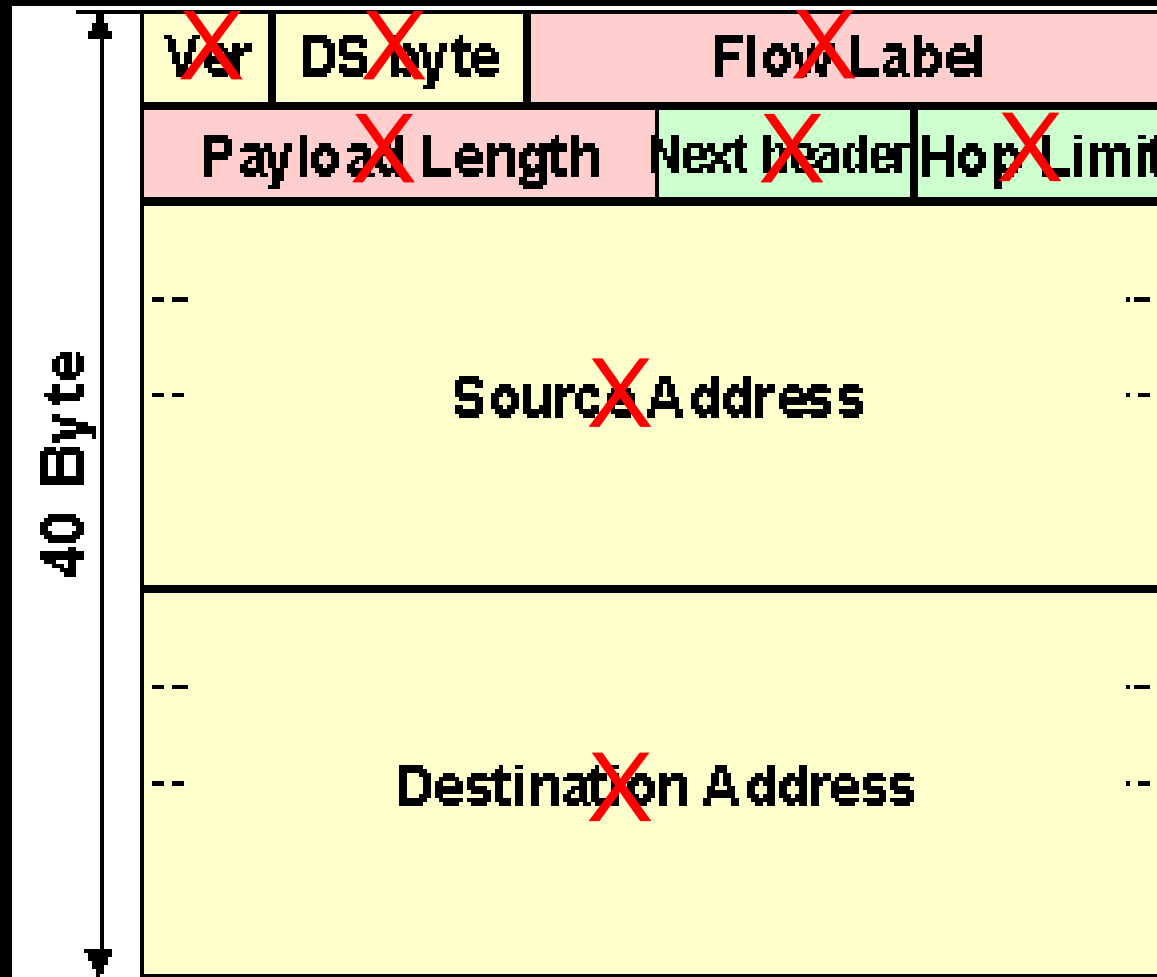 Ver DS byte Flow Label
Payload Length Next header Hop Limit
40 Byte
Source Address
Destination Address